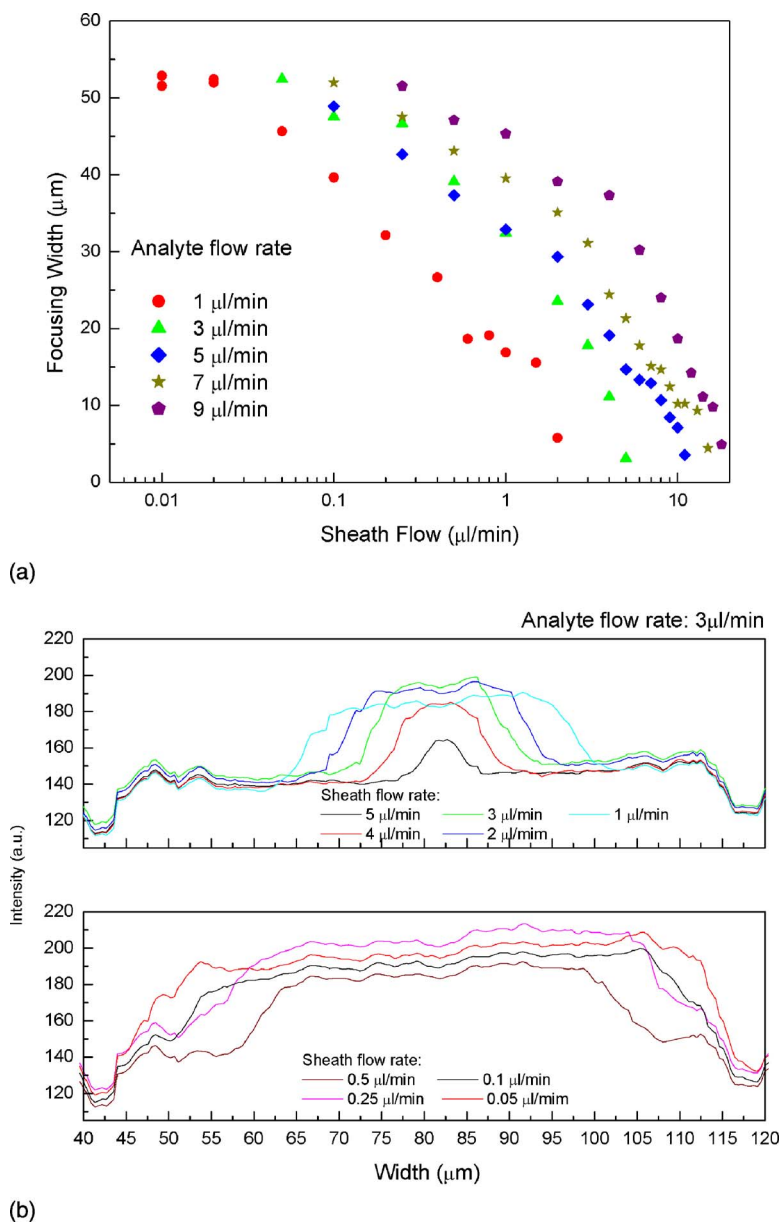 60
50
40
30
20
10
0
Focusing Width (μm)
Analyte flow rate
1 μl/min
3 μl/min
5 μl/min
7 μl/min
9 μl/min
0.01 0.1 1 10
Sheath Flow (μl/min)
(a)
Analyte flow rate: 3μl/min
220
200
180
160
140
120
Sheath flow rate:
5 μl/min 3 μl/min 1 μl/min
4 μl/min 2 μl/mim
Intensity (a.u.)
220
200
180
160
140
120
Sheath flow rate:
0.5 μl/min 0.1 μl/min
0.25 μl/min 0.05 μl/mim
40 45 50 55 60 65 70 75 80 85 90 95 100 105 110 115 120
Width (μm)
(b)